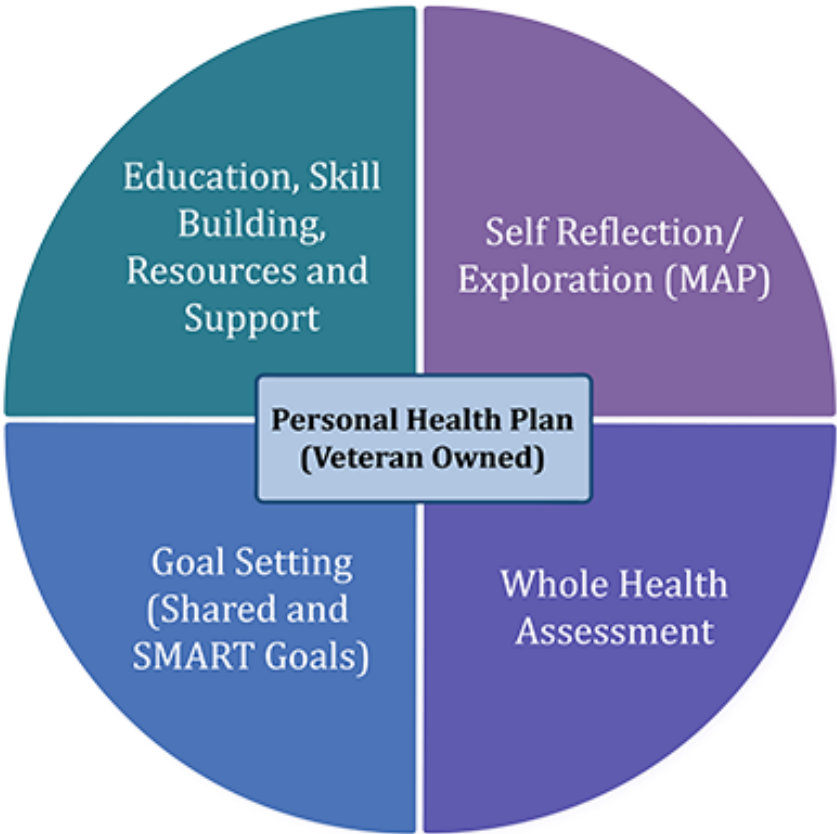 Education, Skill
Building,
Resources and
Support
Self Reflection/
Exploration (MAP)
Personal Health Plan
(Veteran Owned)
Goal Setting
(Shared and
SMART Goals)
Whole Health
Assessment